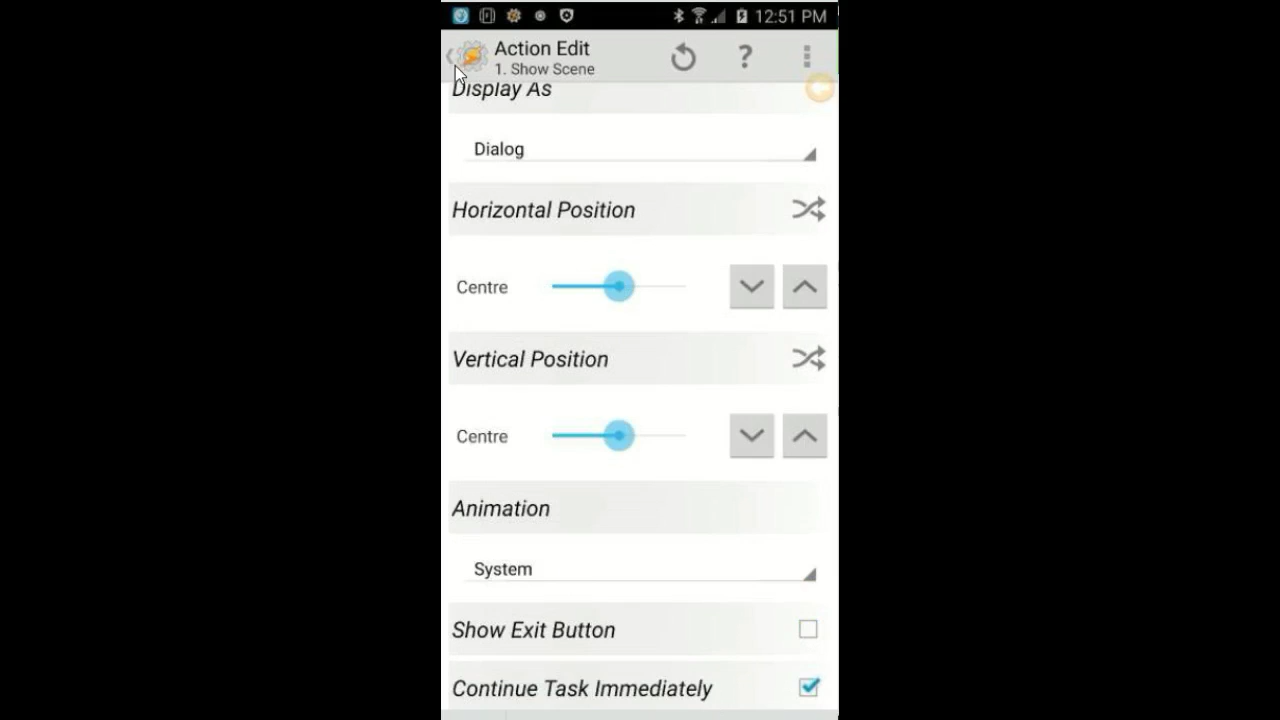 12:51 PM
Action Edit
1. Show Scene
?
Display As
Dialog
Horizontal Position
Centre
Vertical Position
Centre
Animation
System
Show Exit Button
Continue Task Immediately